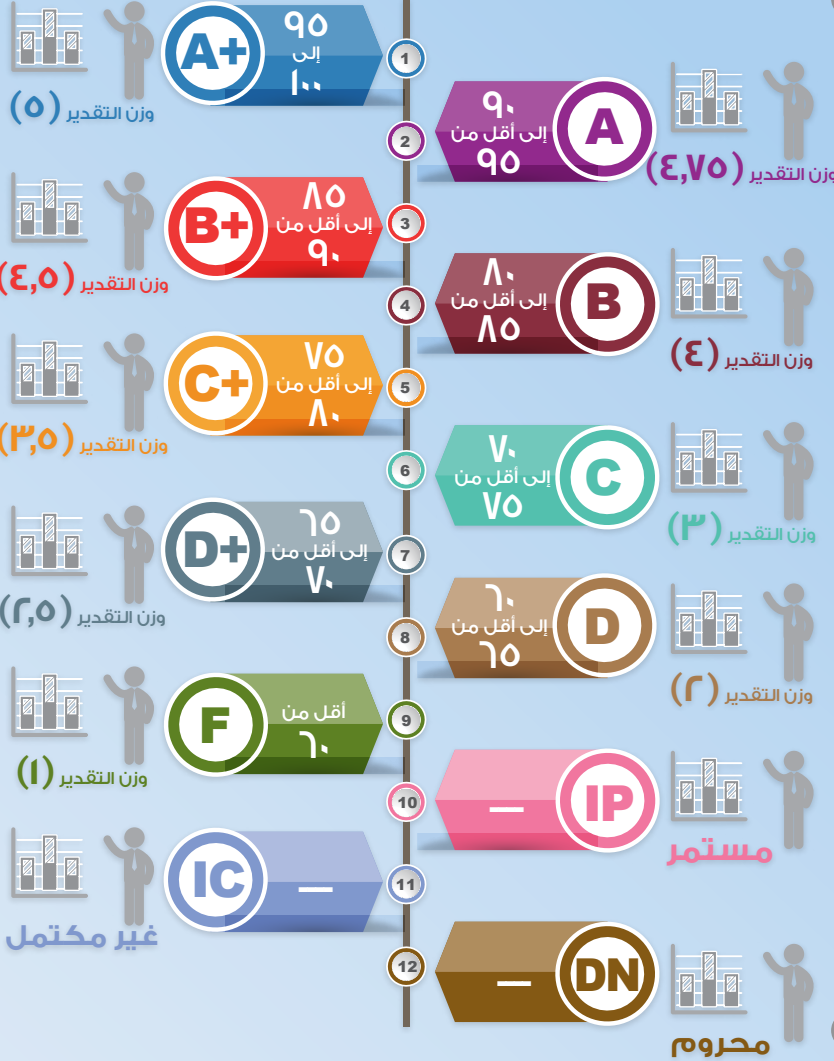 1
A+
٩٥
إلى
١٠٠
وزن التقدير (٥)
2
A
٩٠
إلى أقل من
٩٥
وزن التقدير (٤,٧٥)
3
B+
٨٥
إلى أقل من
٩٠
وزن التقدير (٤,٥)
4
B
٨٠
إلى أقل من
٨٥
وزن التقدير (٤)
5
C+
٧٥
إلى أقل من
٨٠
وزن التقدير (٣,٥)
6
C
٧٠
إلى أقل من
٧٥
وزن التقدير (٣)
7
D+
٦٥
إلى أقل من
٧٠
وزن التقدير (٢,٥)
8
D
٦٠
إلى أقل من
٦٥
وزن التقدير (٢)
9
F
أقل من
٦٠
وزن التقدير (١)
10
IP
—
مستمر
11
IC
—
غير مكتمل
12
DN
—
محروم